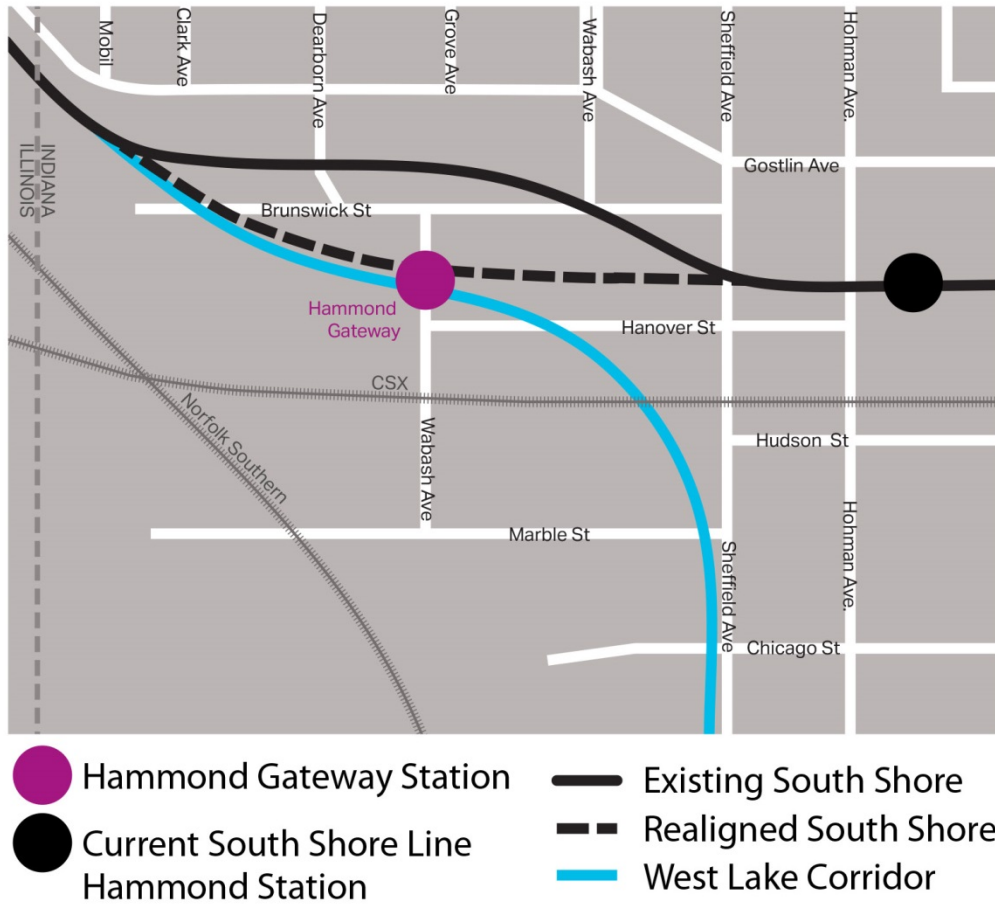 Mobil
Clark Ave
Dearborn Ave
Grove Ave
Wabash Ave
Sheffield Ave
Hohman Ave.
Gostlin Ave
INDIANA
ILLINOIS
Brunswick St
Hammond
Gateway
Hanover St
CSX
Norfolk Southern
Wabash Ave
Hudson St
Marble St
Sheffield Ave
Hohman Ave.
Chicago St
Hammond Gateway Station
Current South Shore Line
Hammond Station
Existing South Shore
Realigned South Shore
West Lake Corridor